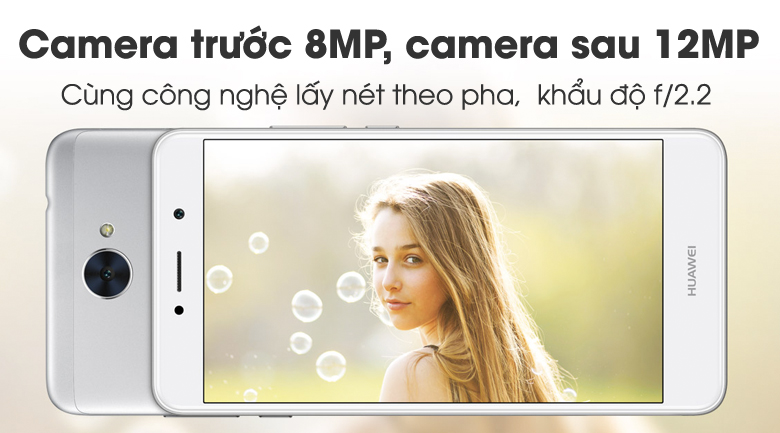 Camera trước 8MP, camera sau 12MP
Cùng công nghệ lấy nét theo pha, khẩu độ f/2.2
HUAWEI